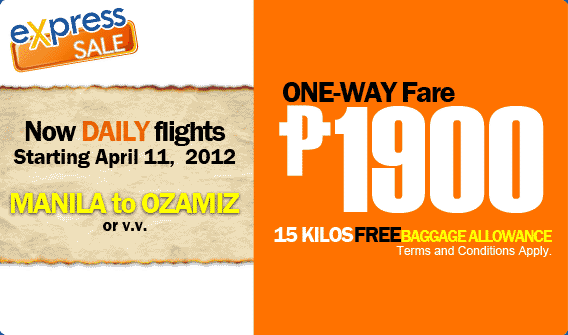 express
SALE
Now DAILY flights
Starting April 11, 2012
MANILA to OZAMIZ
or v.v.
ONE-WAY Fare
₱1900
15 KILOS FREE BAGGAGE ALLOWANCE
Terms and Conditions Apply.